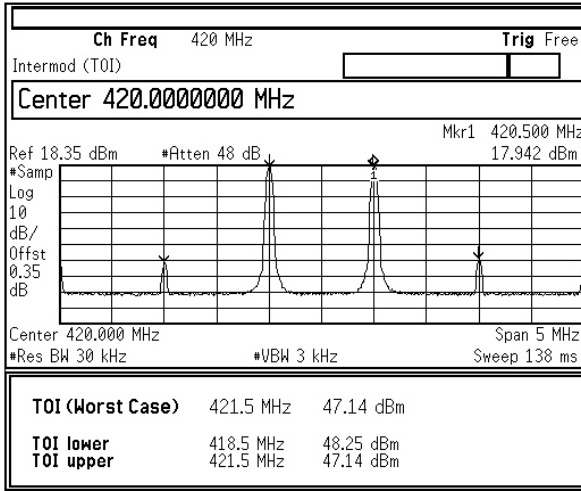 Ch Freq 420 MHz Trig Free
Intermod (TOI)
Center 420.0000000 MHz
Mkr1 420.500 MHz
Ref 18.35 dBm #Atten 48 dB 17.942 dBm
#Samp
Log
10
dB/
Offst
0.35
dB
1
Center 420.000 MHz Span 5 MHz
#Res BW 30 kHz #VBW 3 kHz Sweep 138 ms
TOI (Worst Case) 421.5 MHz 47.14 dBm
TOI lower 418.5 MHz 48.25 dBm
TOI upper 421.5 MHz 47.14 dBm